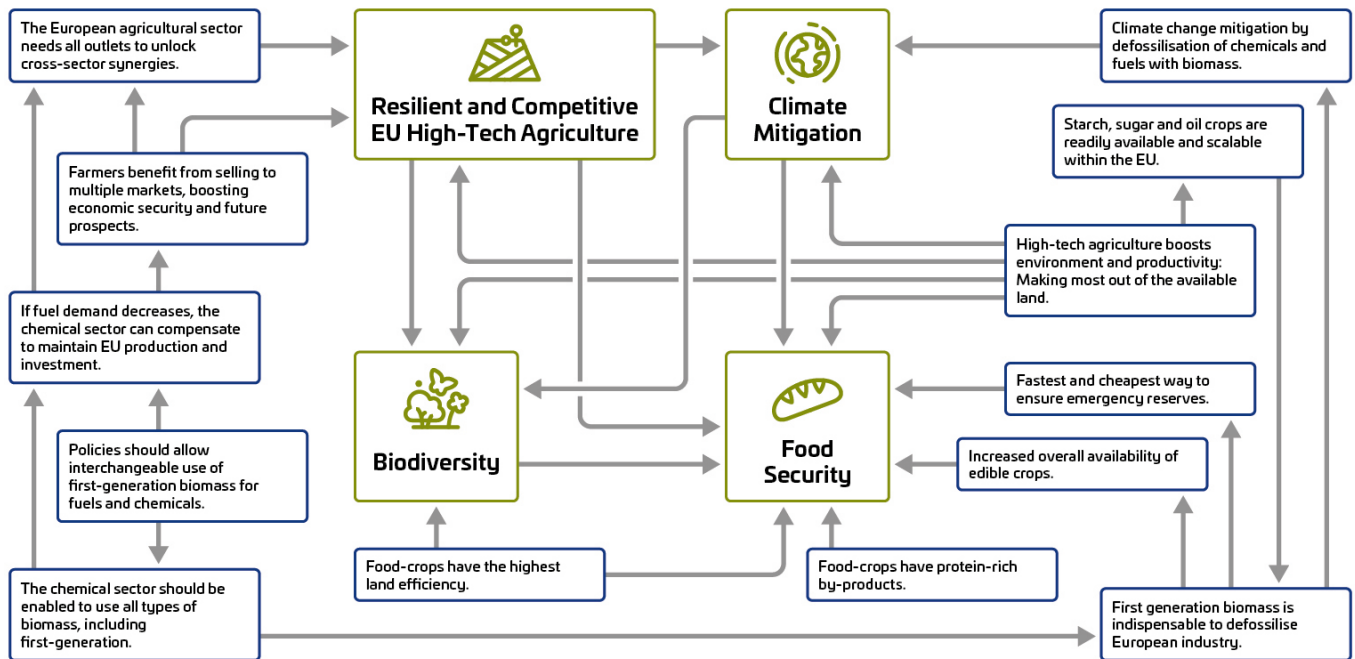 The European agricultural sector
needs all outlets to unlock
cross-sector synergies.
Resilient and Competitive
EU High-Tech Agriculture
Climate
Mitigation
Climate change mitigation by
defossilisation of chemicals and
fuels with biomass.
Starch, sugar and oil crops are
readily available and scalable
within the EU.
Farmers benefit from selling to
multiple markets, boosting
economic security and future
prospects.
High-tech agriculture boosts
environment and productivity:
Making most out of the available
land.
If fuel demand decreases, the
chemical sector can compensate
to maintain EU production and
investment.
Biodiversity
Food
Security
Fastest and cheapest way to
ensure emergency reserves.
Policies should allow
interchangeable use of
first-generation biomass for
fuels and chemicals.
Increased overall availability of
edible crops.
Food-crops have the highest
land efficiency.
Food-crops have protein-rich
by-products.
The chemical sector should be
enabled to use all types of
biomass, including
first-generation.
First generation biomass is
indispensable to defossilise
European industry.